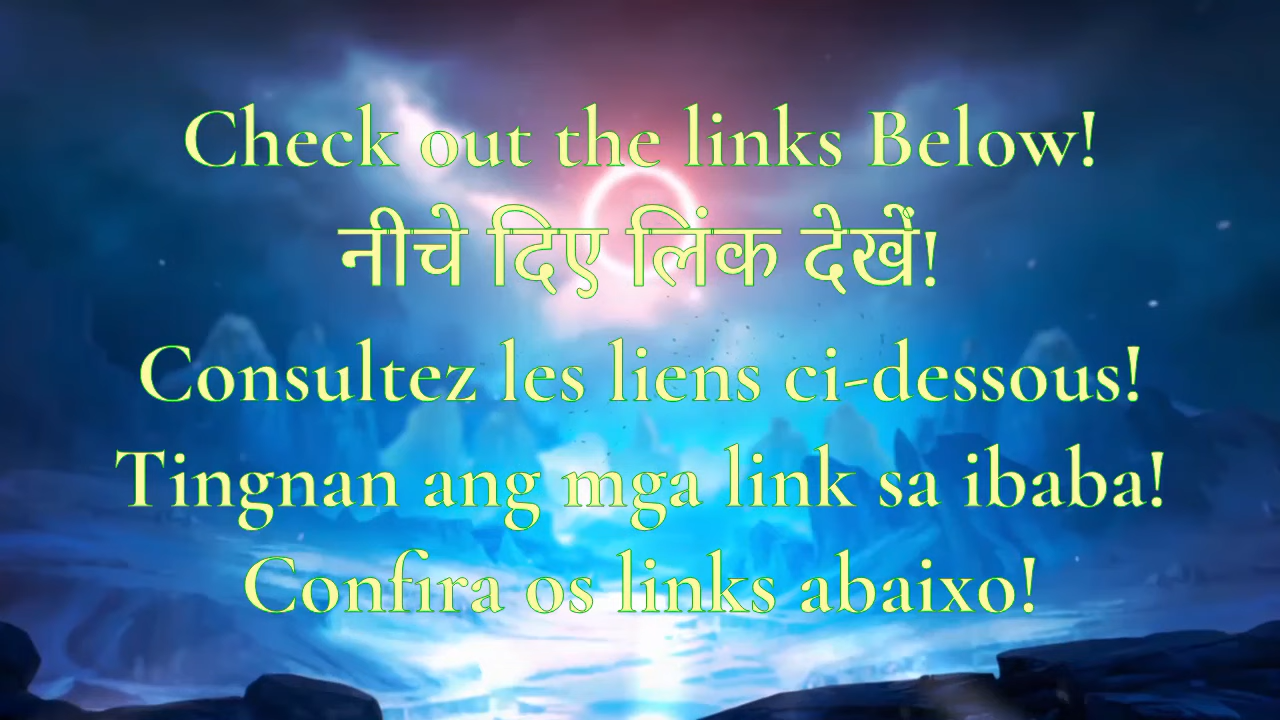 Check out the links Below!
नीचे दिए लिंक देखें!
Consultez les liens ci-dessous!
Tingnan ang mga link sa ibaba!
Confira os links abaixo!